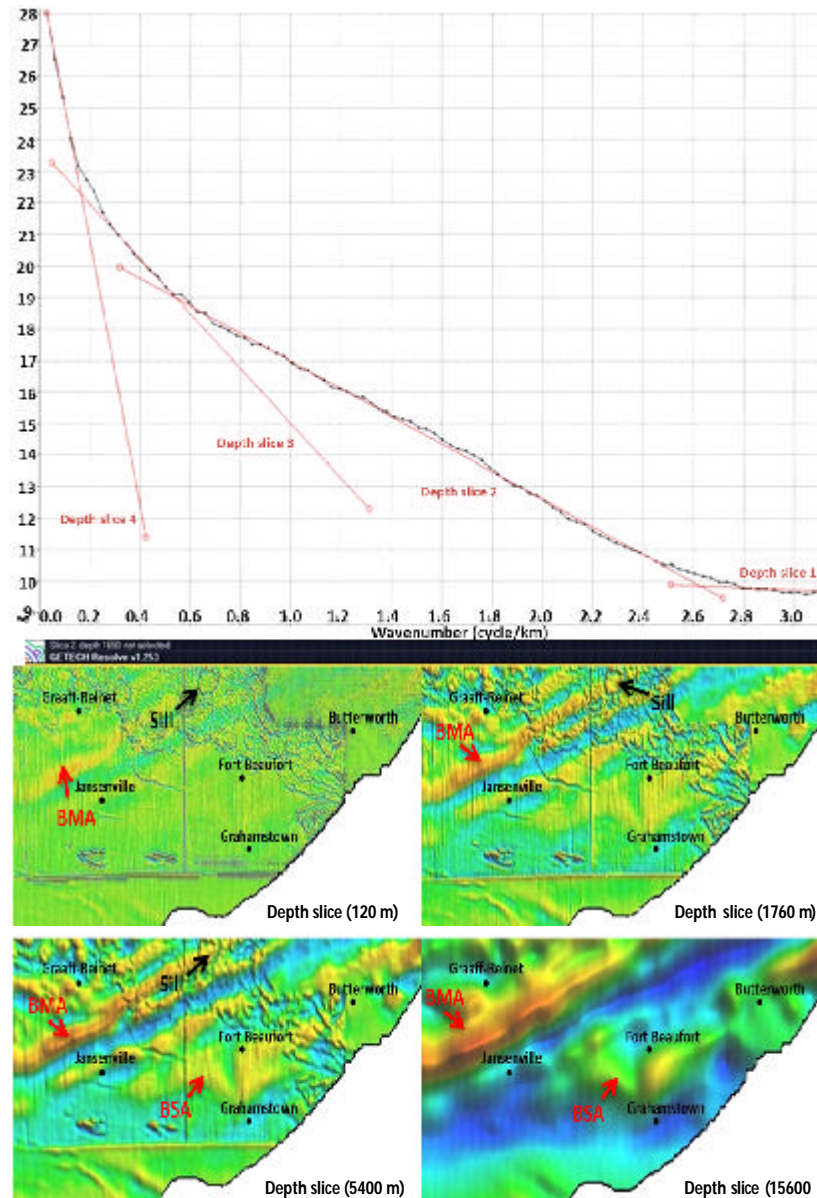 28
27
26
25
24
23
22
21
20
19
18
17
16
15
14
13
12
11
10
Depth slice 3
Depth slice 2
Depth slice 4
Depth slice 1
0.0 0.2 0.4 0.6 0.8 1.0 1.2 1.4 1.6 1.8 2.0 2.2 2.4 2.6 2.8 3.0
Wavenumber (cycle/km)
Slice 2, depth 1880 not selected
GETECH Resolve v1.253
Graaff-Reinet
Sill
Butterworth
Fort Beaufort
Jansenville
BMA
Grahamstown
Depth slice (120 m)
Graaff-Reinet
Sill
BMA
Butterworth
Fort Beaufort
Jansenville
Grahamstown
Depth slice (1760 m)
Graaff-Reinet
Sill
BMA
Butterworth
Fort Beaufort
Jansenville
BSA
Grahamstown
Depth slice (5400 m)
Graaff-Reinet
BMA
Butterworth
Fort Beaufort
Jansenville
BSA
Grahamstown
Depth slice (15600